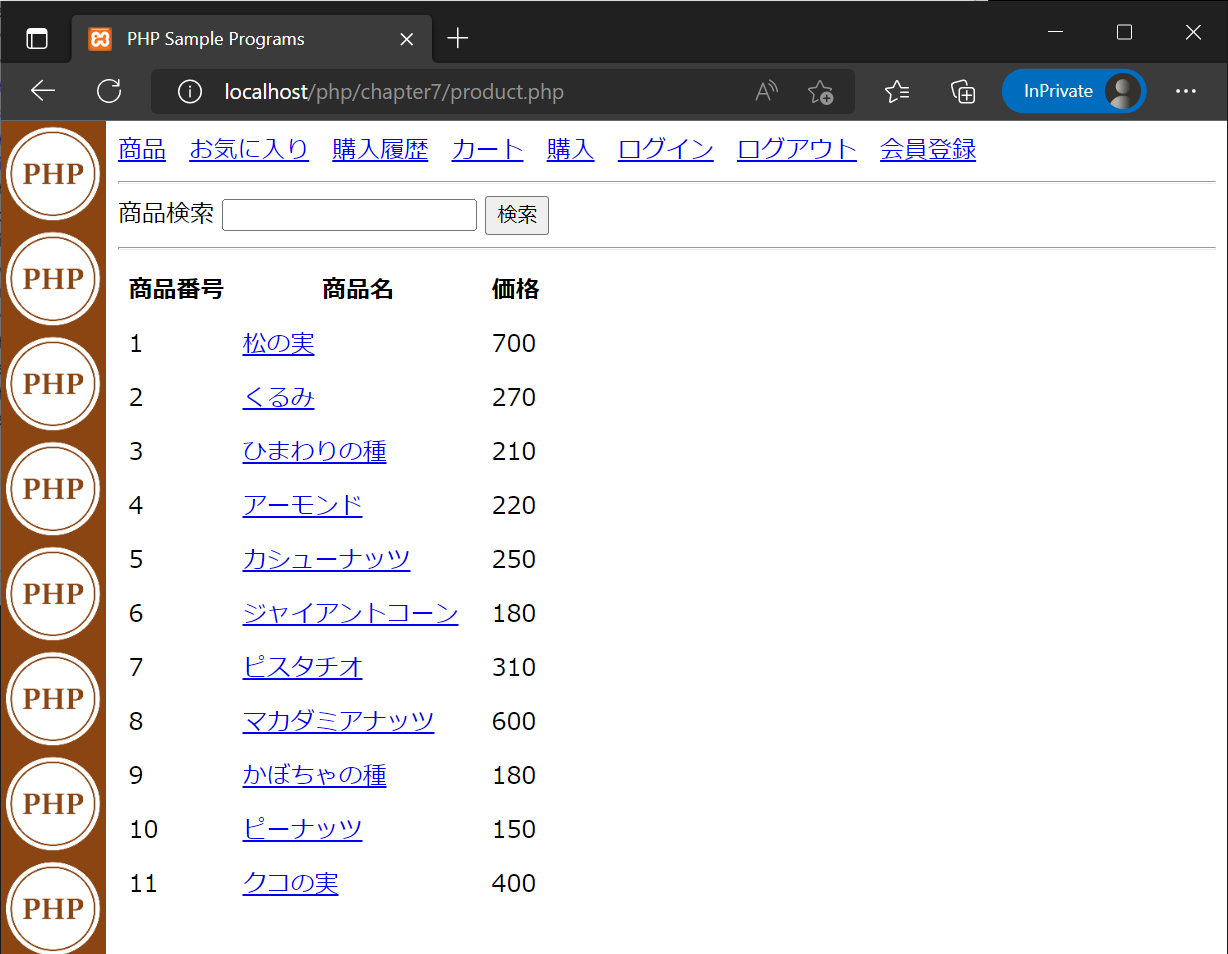 PHP Sample Programs
localhost/php/chapter7/product.php
InPrivate
商品 お気に入り 購入履歴 カート 購入 ログイン ログアウト 会員登録
商品検索 検索
商品番号 商品名 価格
1 松の実 700
2 くるみ 270
3 ひまわりの種 210
4 アーモンド 220
5 カシューナッツ 250
6 ジャイアントコーン 180
7 ピスタチオ 310
8 マカダミアナッツ 600
9 かぼちゃの種 180
10 ピーナッツ 150
11 クコの実 400
PHP
PHP
PHP
PHP
PHP
PHP
PHP
PHP